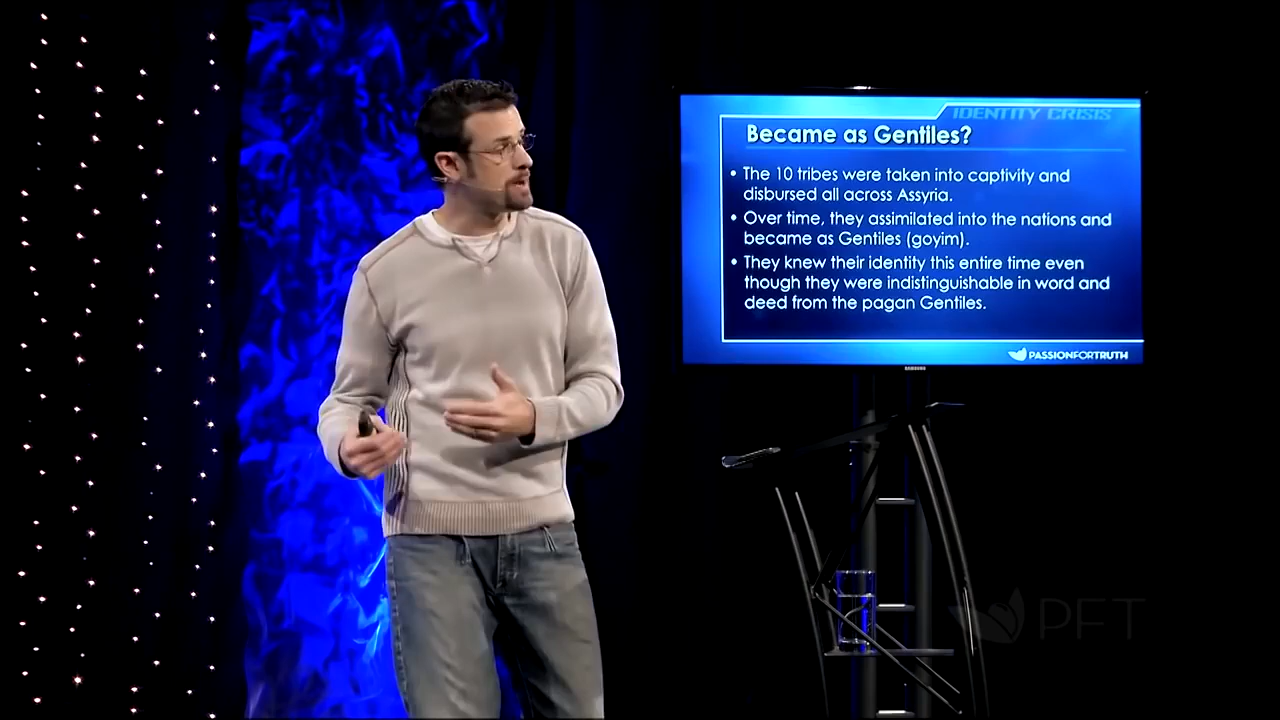 IDENTITY CRISIS
Became as Gentiles?
• The 10 tribes were taken into captivity and
disbursed all across Assyria.
• Over time, they assimilated into the nations and
became as Gentiles (goyim).
• They knew their identity this entire time even
though they were indistinguishable in word and
deed from the pagan Gentiles.
PASSIONFORTRUTH
SAMSUNG
PFT